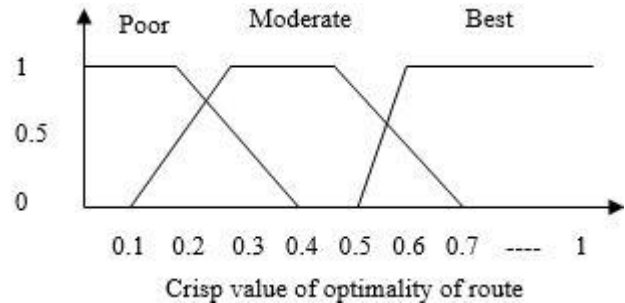 Poor Moderate Best
1
0.5
0
0.1 0.2 0.3 0.4 0.5 0.6 0.7 ---- 1
Crisp value of optimality of route